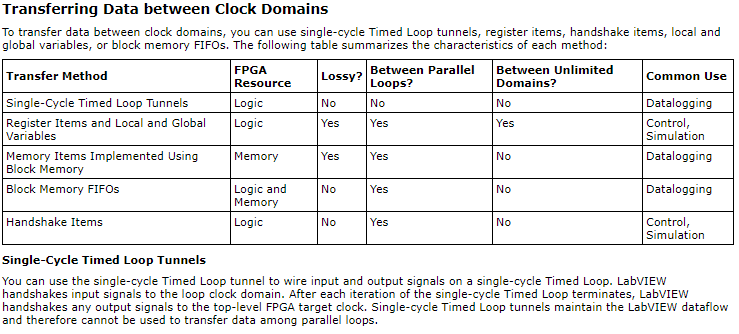 Transferring Data between Clock Domains
To transfer data between clock domains, you can use single-cycle Timed Loop tunnels, register items, handshake items, local and
global variables, or block memory FIFOs. The following table summarizes the characteristics of each method:
Transfer Method FPGA Resource Lossy? Between Parallel Loops? Between Unlimited Domains? Common Use
Single-Cycle Timed Loop Tunnels Logic No No No Datalogging
Register Items and Local and Global Variables Logic Yes Yes Yes Control, Simulation
Memory Items Implemented Using Block Memory Memory Yes Yes No Datalogging
Block Memory FIFOs Logic and Memory No Yes No Datalogging
Handshake Items Logic No Yes No Control, Simulation
Single-Cycle Timed Loop Tunnels
You can use the single-cycle Timed Loop tunnel to wire input and output signals on a single-cycle Timed Loop. LabVIEW
handshakes input signals to the loop clock domain. After each iteration of the single-cycle Timed Loop terminates, LabVIEW
handshakes any output signals to the top-level FPGA target clock. Single-cycle Timed Loop tunnels maintain the LabVIEW dataflow
and therefore cannot be used to transfer data among parallel loops.